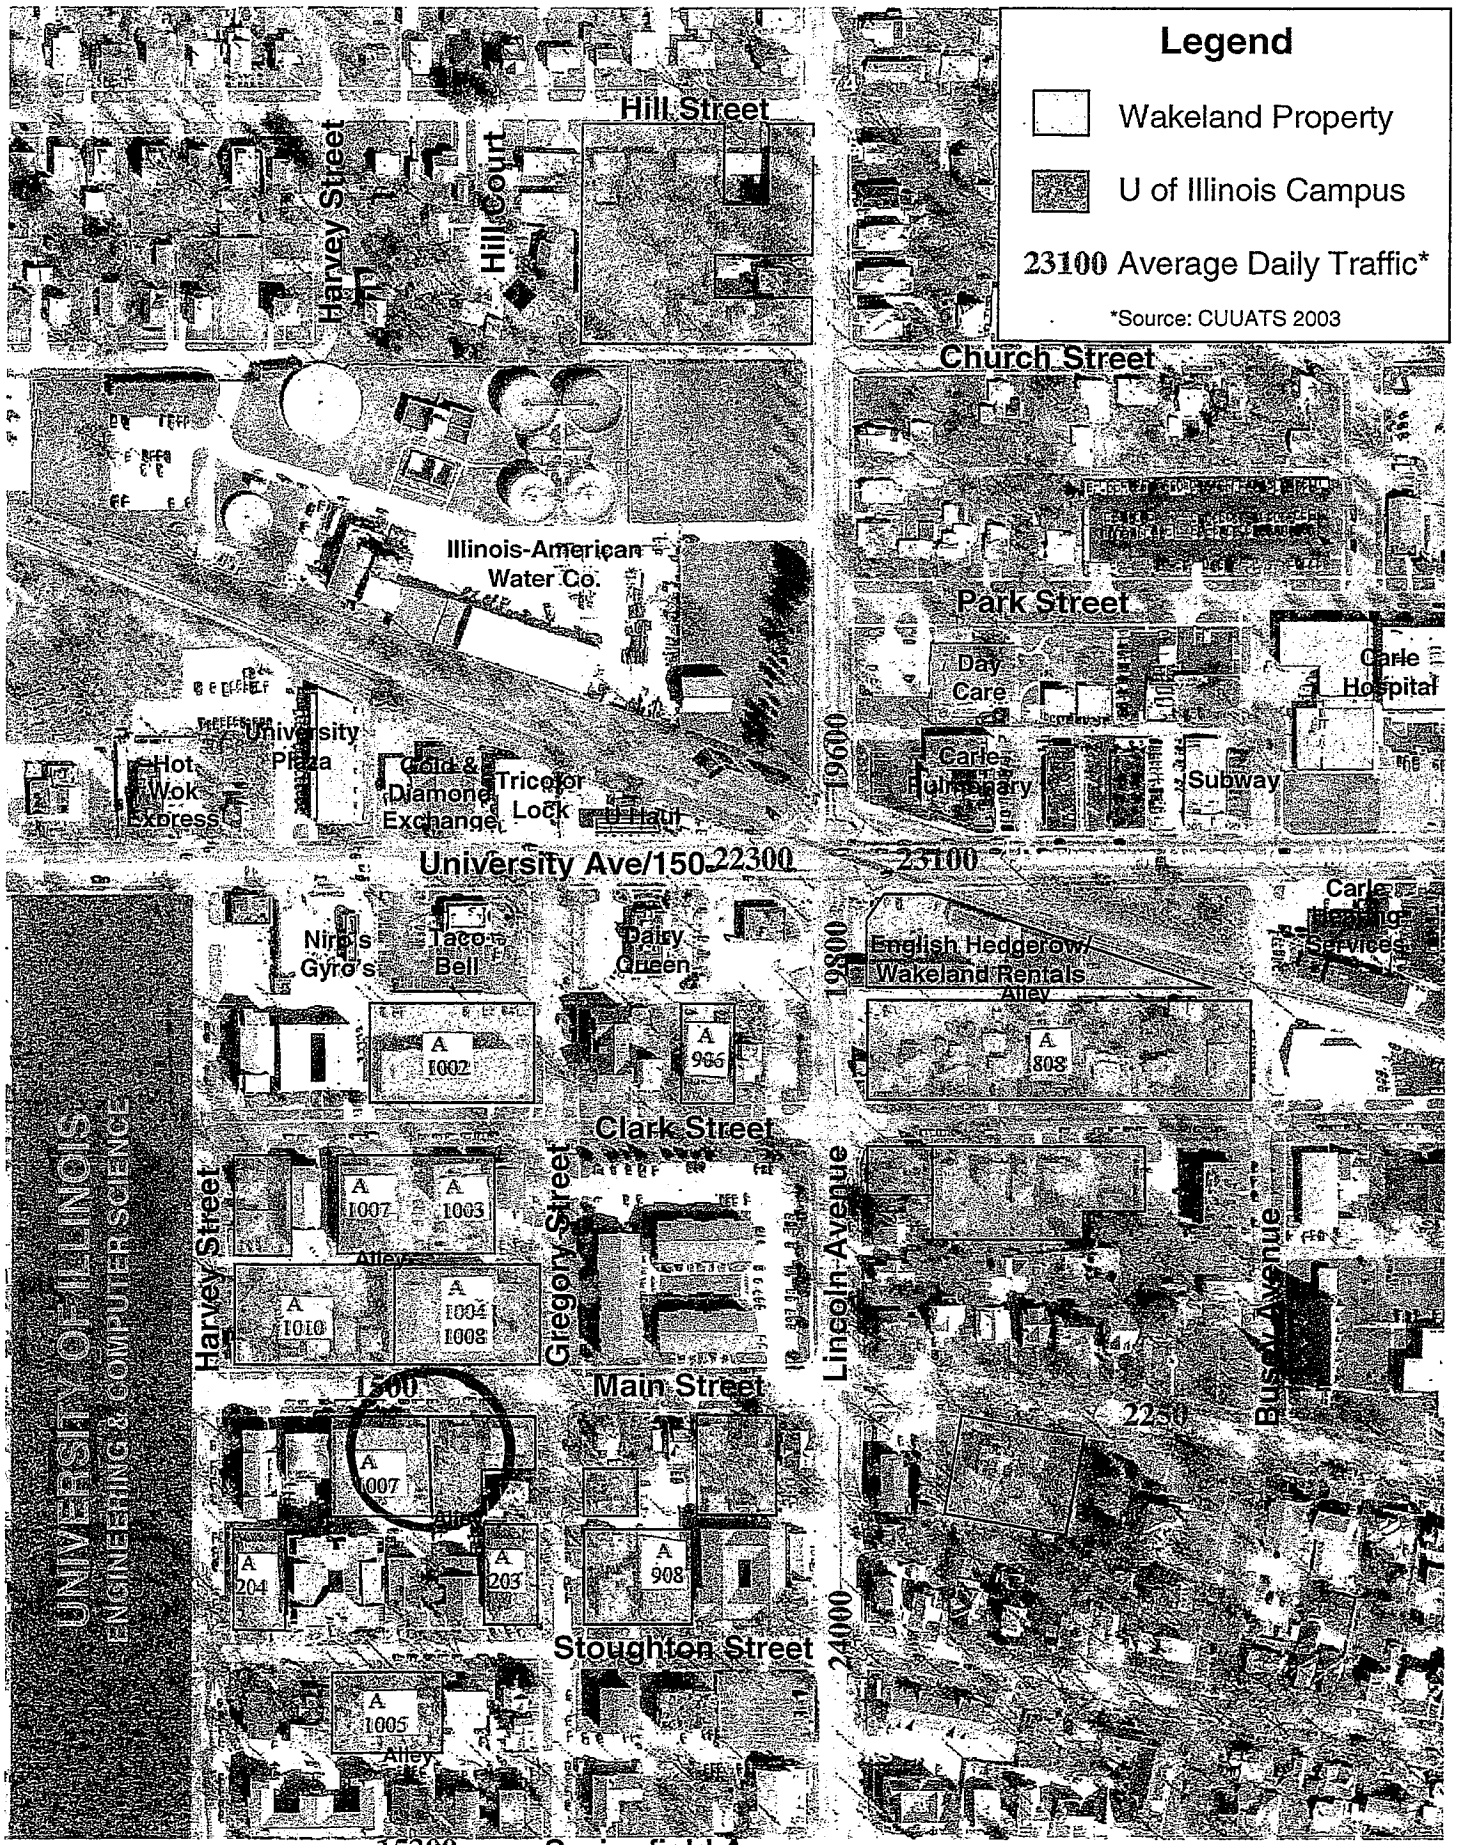 Legend
Wakeland Property
U of Illinois Campus
23100 Average Daily Traffic*
*Source: CUUATS 2003
Hill Street
Harvey Street
Hill Court
Church Street
Illinois-American
Water Co.
Park Street
Day
Care
Carle
Hospital
University
Plaza
Hot
Wok
xpress
Gold &
Diamond
Exchange
Tricolor
Lock
U Haul
19600
Carle
Pulmonary
Subway
University Ave/150
22300
23100
Niro's
Gyro's
Taco
Bell
Dairy
Queen
19800
English Hedgerow/
Wakeland Rentals
Alley
Carle
Services
A
1002
A
906
A
808
Clark Street
UNIVERSITY OF ILLINOIS
ENGINEERING & COMPUTER SCIENCE
Harvey Street
A
1007
A
1003
Gregory Street
Lincoln Avenue
Busey Avenue
Alley
A
1010
A
1004
1008
1500
Main Street
2250
A
1007
Alley
A
204
A
203
A
908
Stoughton Street
24000
A
1005
Alley